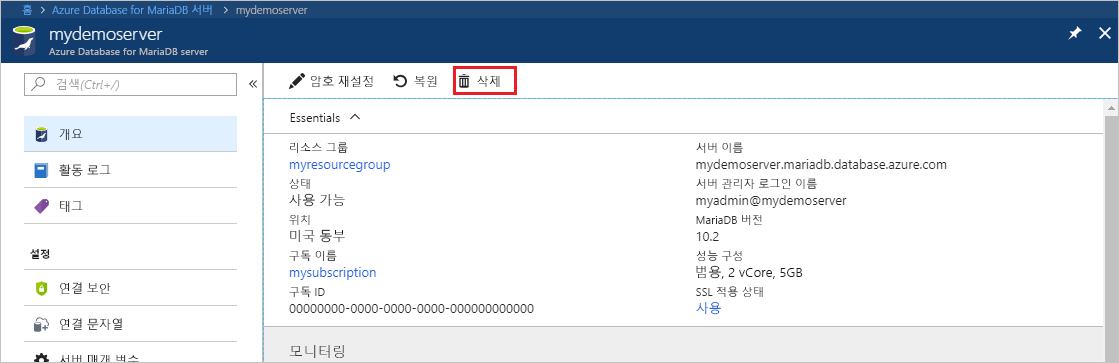 홈 > Azure Database for MariaDB 서버 > mydemoserver
mydemoserver
Azure Database for MariaDB server
검색(Ctrl+/)
개요
활동 로그
태그
설정
연결 보안
연결 문자열
서버 매개 변수
암호 재설정 복원 삭제
Essentials
리소스 그룹
myresourcegroup
상태
사용 가능
위치
미국 동부
구독 이름
mysubscription
구독 ID
00000000-0000-0000-0000-000000000000
서버 이름
mydemoserver.mariadb.database.azure.com
서버 관리자 로그인 이름
myadmin@mydemoserver
MariaDB 버전
10.2
성능 구성
범용, 2 vCore, 5GB
SSL 적용 상태
사용
모니터링